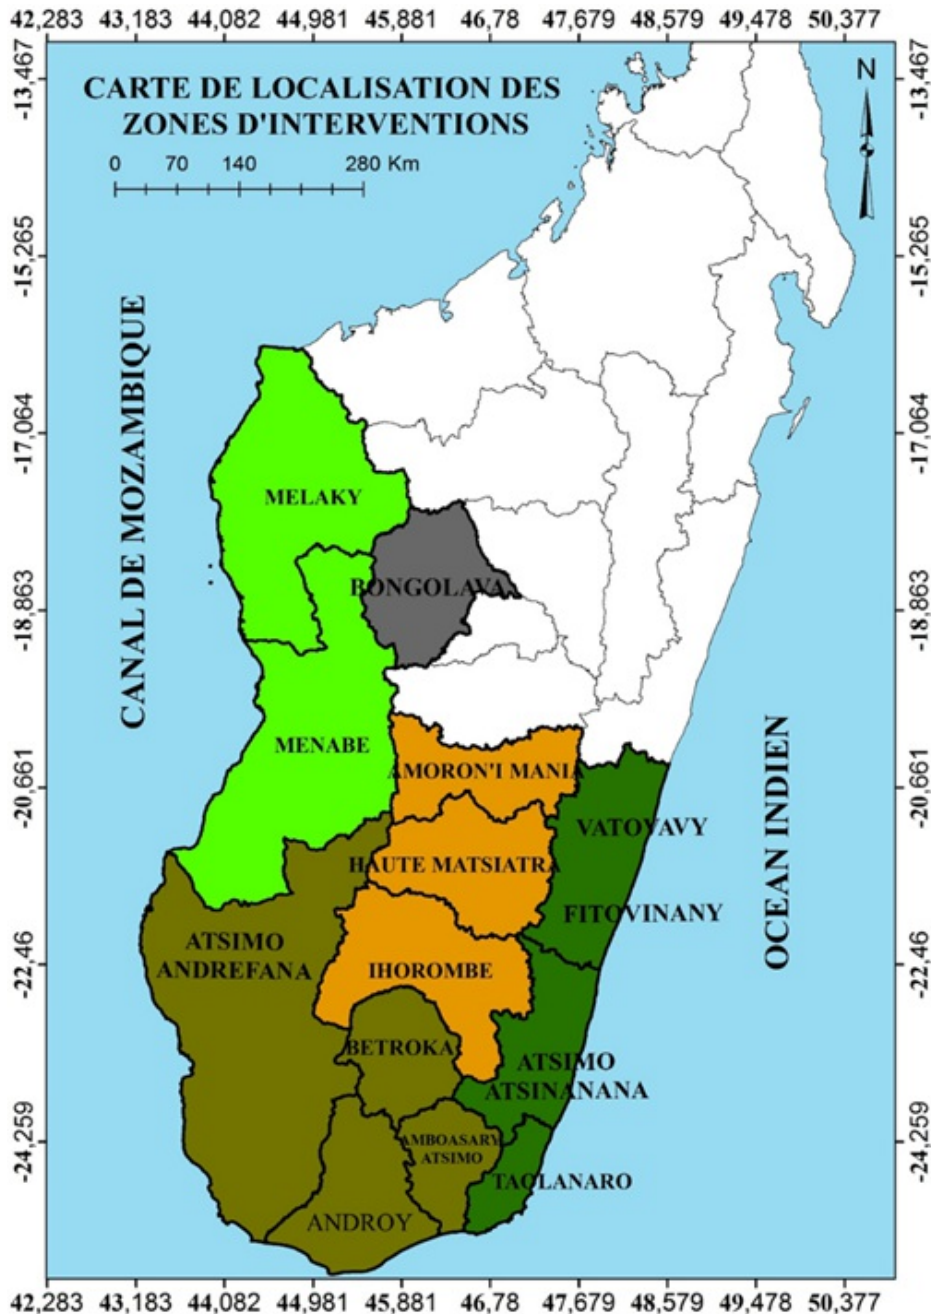 42,283 43,183 44,082 44,981 45,881 46,78 47,679 48,579 49,478 50,377
CARTE DE LOCALISATION DES
ZONES D'INTERVENTIONS
0 70 140 280 Km
N
-13,467 -13,467
-15,265 -15,265
-17,064 -17,064
-18,863 -18,863
-20,661 -20,661
-22,46 -22,46
-24,259 -24,259
CANAL DE MOZAMBIQUE
OCEAN INDIEN
MELAKY
BONGOLAVA
MENABE
AMORON'I MANIA
VATOVAVY
HAUTE MATSIATRA
FITOVINANY
ATSIMO
ANDREFANA
IHOROMBE
BETROKA
ATSIMO
ATSINANANA
AMBOASARY
ATSIMO
TAOLANARO
ANDROY
42,283 43,183 44,082 44,981 45,881 46,78 47,679 48,579 49,478 50,377